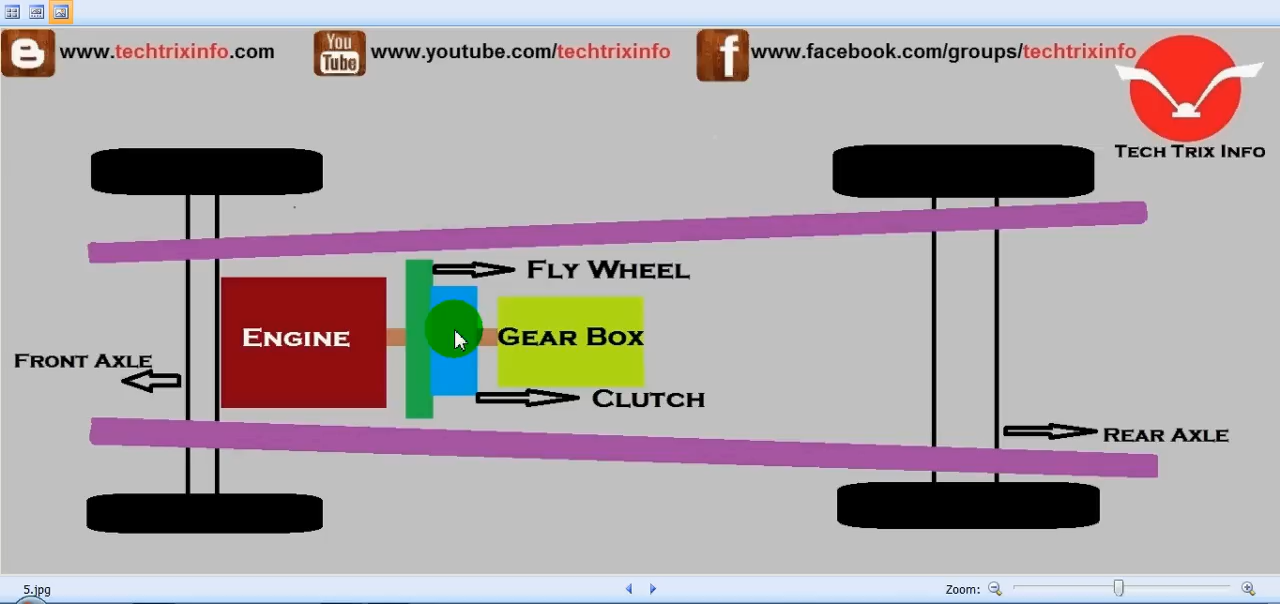 www.techtrixinfo.com
You
Tube
www.youtube.com/techtrixinfo
f
www.facebook.com/groups/techtrixinfo
Tech Trix Info
Fly Wheel
Engine
Gear Box
Front Axle
Clutch
Rear Axle
5.jpg
Zoom: